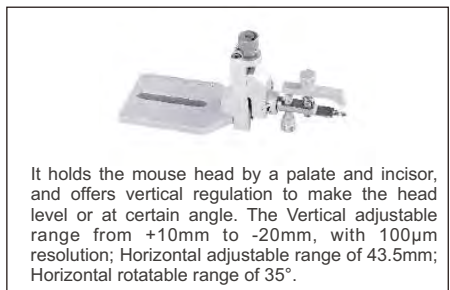 It holds the mouse head by a palate and incisor,
and offers vertical regulation to make the head
level or at certain angle. The Vertical adjustable
range from +10mm to -20mm, with 100μm
resolution; Horizontal adjustable range of 43.5mm;
Horizontal rotatable range of 35°.